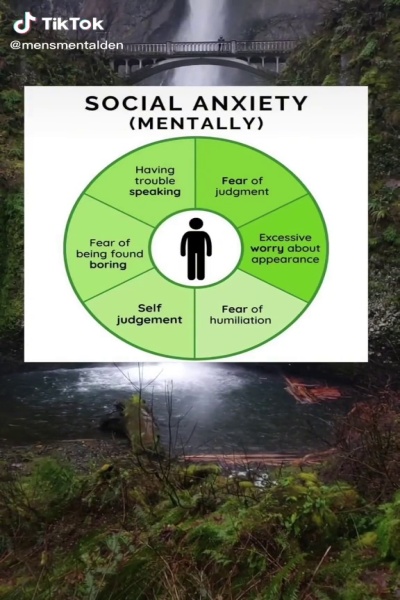 TikTok
@mensmentalden
SOCIAL ANXIETY
(MENTALLY)
Having
trouble
speaking
Fear of
judgment
Excessive
worry about
appearance
Fear of
humiliation
Self
judgement
Fear of
being found
boring